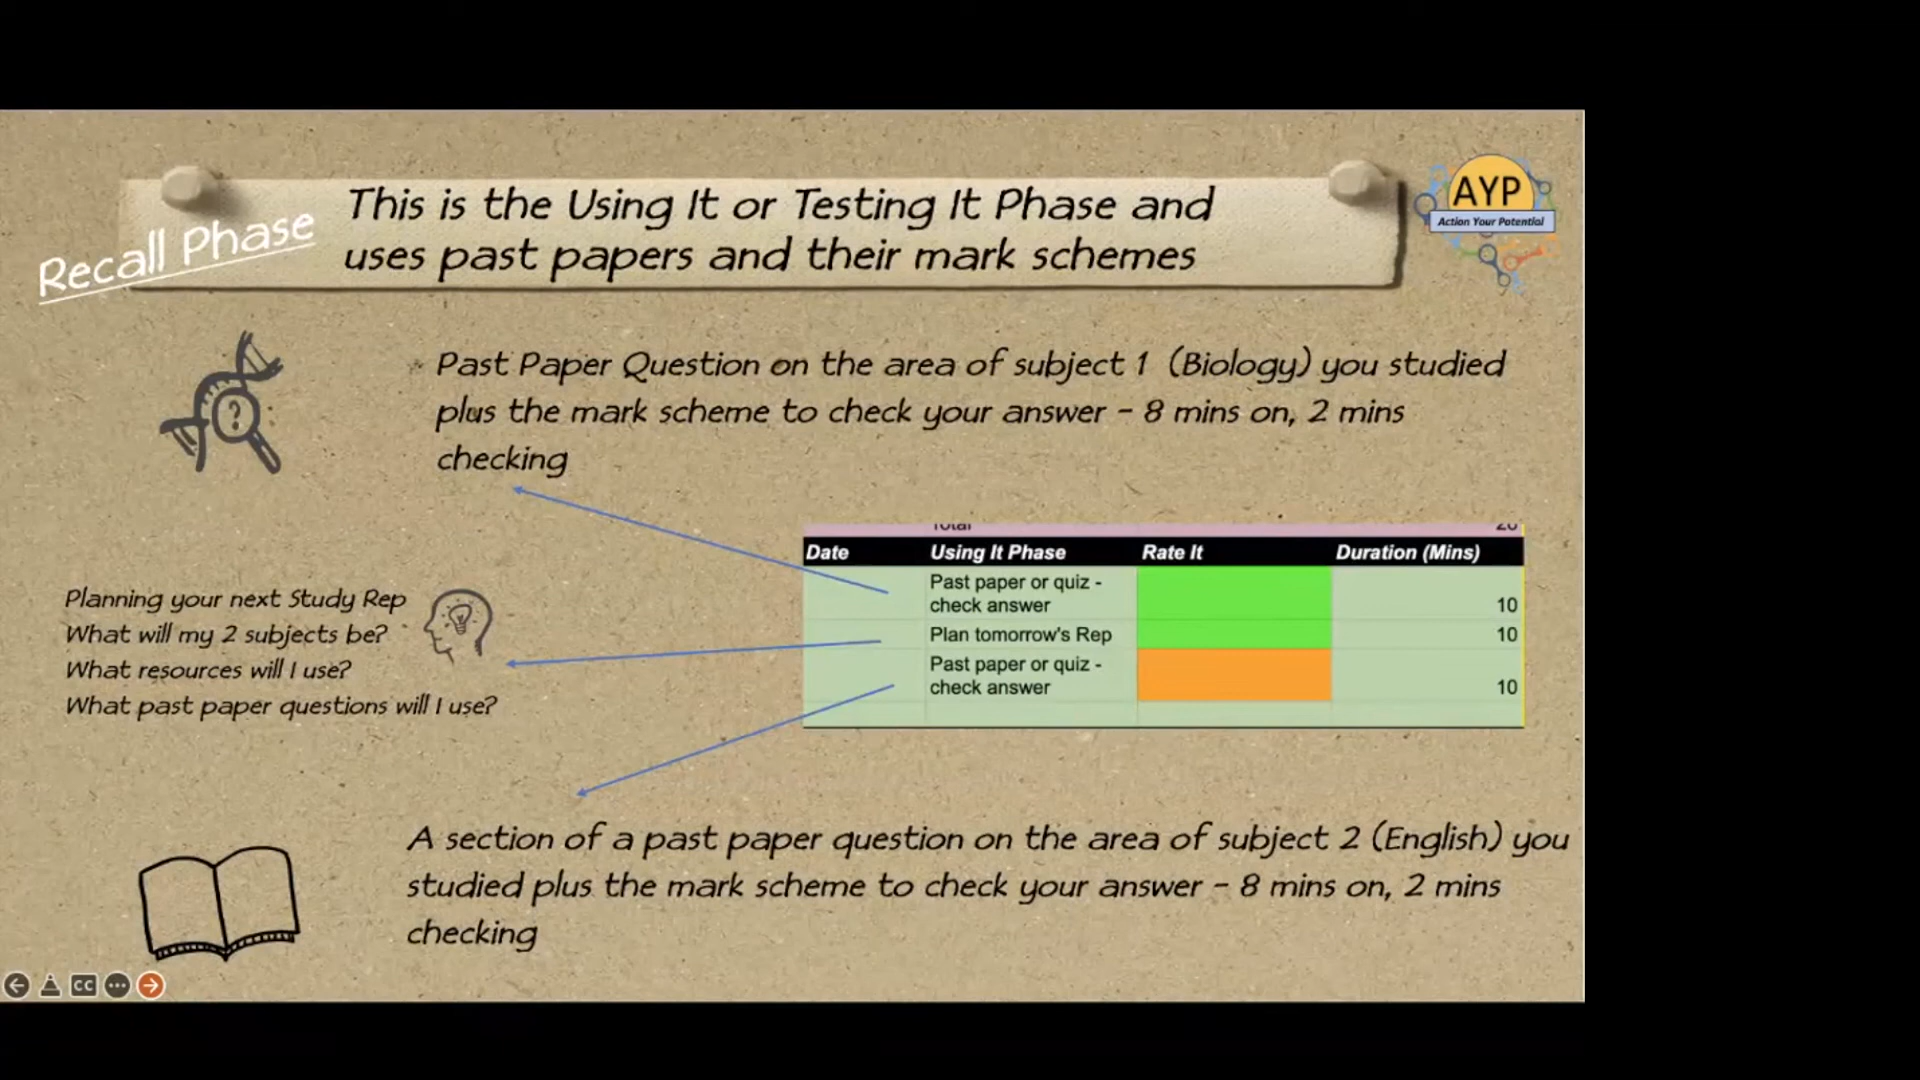 This is the Using It or Testing It Phase and
uses past papers and their mark schemes
Recall Phase
AYP
Action Your Potential
Past Paper Question on the area of subject 1 (Biology) you studied
plus the mark scheme to check your answer - 8 mins on, 2 mins
checking
Total 20
Date Using It Phase Rate It Duration (Mins)
Past paper or quiz -
check answer 10
Plan tomorrow's Rep 10
Past paper or quiz -
check answer 10
Planning your next Study Rep
What will my 2 subjects be?
What resources will I use?
What past paper questions will I use?
A section of a past paper question on the area of subject 2 (English) you
studied plus the mark scheme to check your answer - 8 mins on, 2 mins
checking
CC